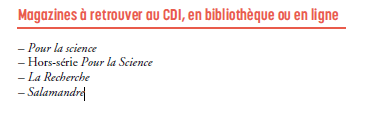 Magazines à retrouver au CDI, en bibliothèque ou en ligne
– Pour la science
– Hors-série Pour la Science
– La Recherche
– Salamandre